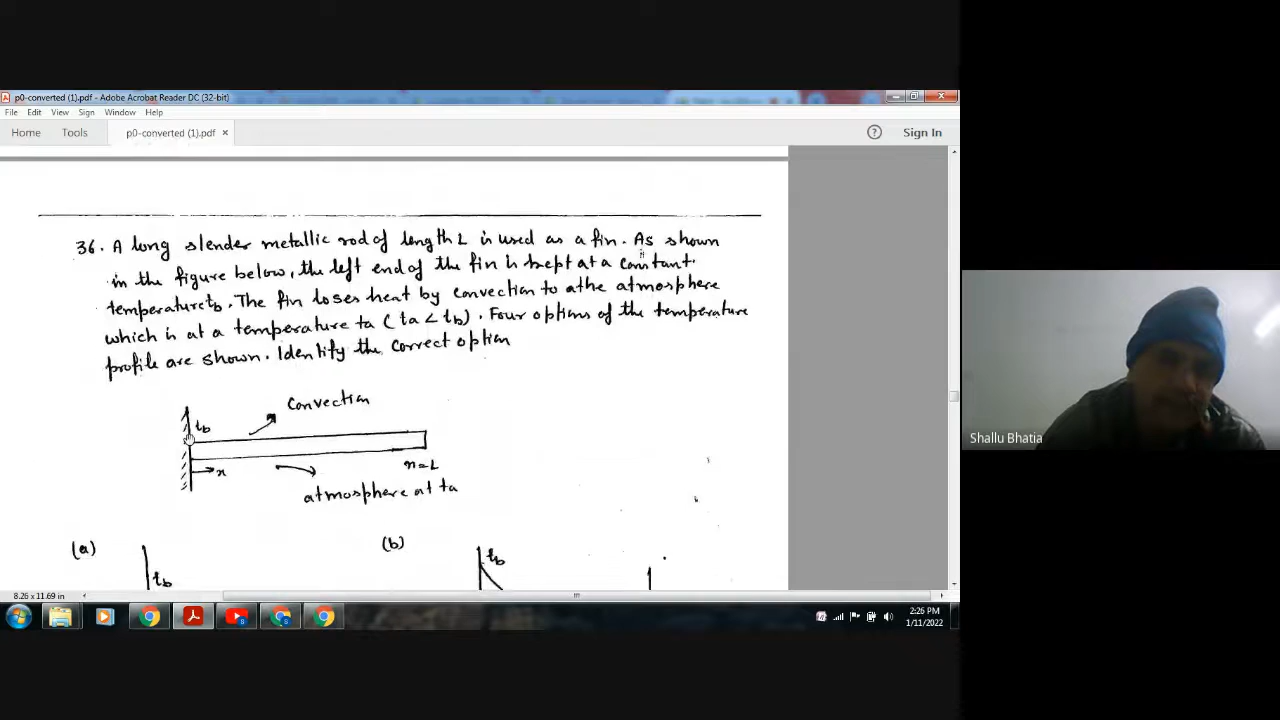 p0-converted (1).pdf - Adobe Acrobat Reader DC (32-bit)
File Edit View Sign Window Help
Home Tools p0-converted (1).pdf × ? Sign In
36. A long slender metallic rod of length L is used as a fin. As shown
in the figure below, the left end of the fin is kept at a constant
temperature tb. The fin loses heat by convection to athe atmosphere
which is at a temperature ta (ta < tb). Four options of the temperature
profile are shown. Identify the correct option
convection
tb
x
x=L
atmosphere at ta
(a) (b)
tb
tb
8.26 x 11.69 in
2:26 PM
1/11/2022
Shallu Bhatia